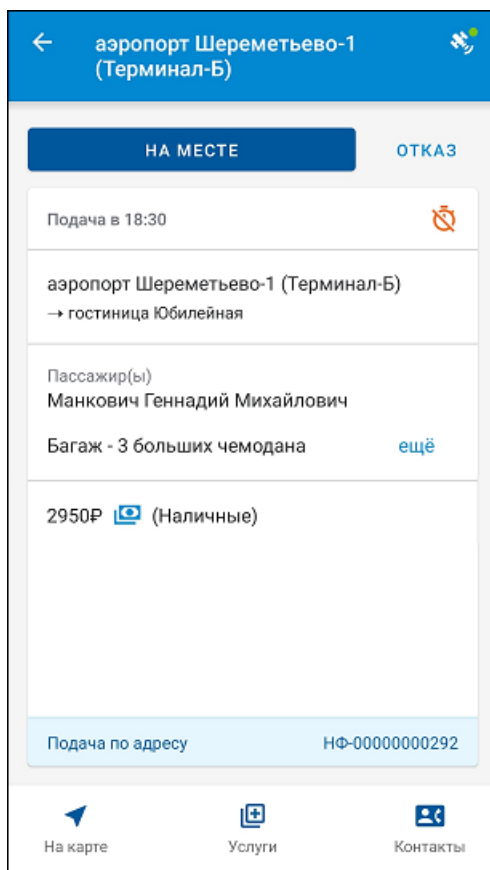 аэропорт Шереметьево-1
(Терминал-Б)
НА МЕСТЕ
ОТКАЗ
Подача в 18:30
аэропорт Шереметьево-1 (Терминал-Б)
→ гостиница Юбилейная
Пассажир(ы)
Манкович Геннадий Михайлович
Багаж - 3 больших чемодана
ещё
2950₽ (Наличные)
Подача по адресу
НФ-00000000292
На карте
Услуги
Контакты